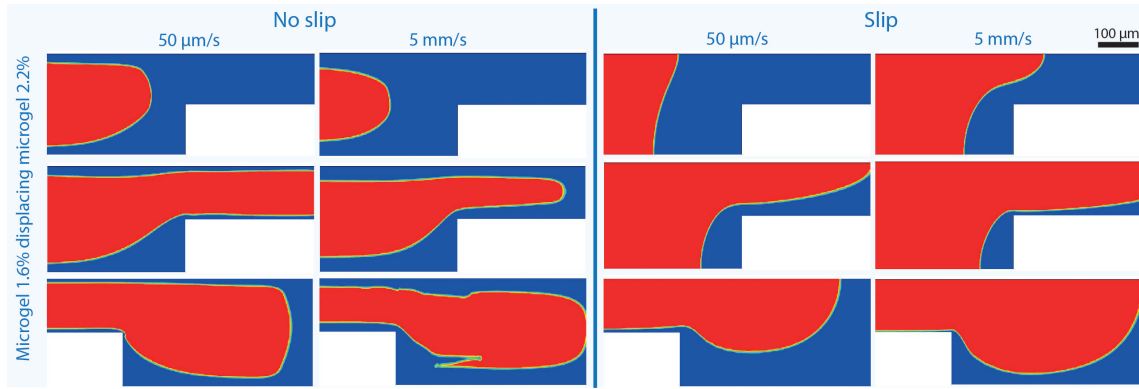 No slip
Slip
50 µm/s
5 mm/s
50 µm/s
5 mm/s
100 µm
Microgel 1.6% displacing microgel 2.2%